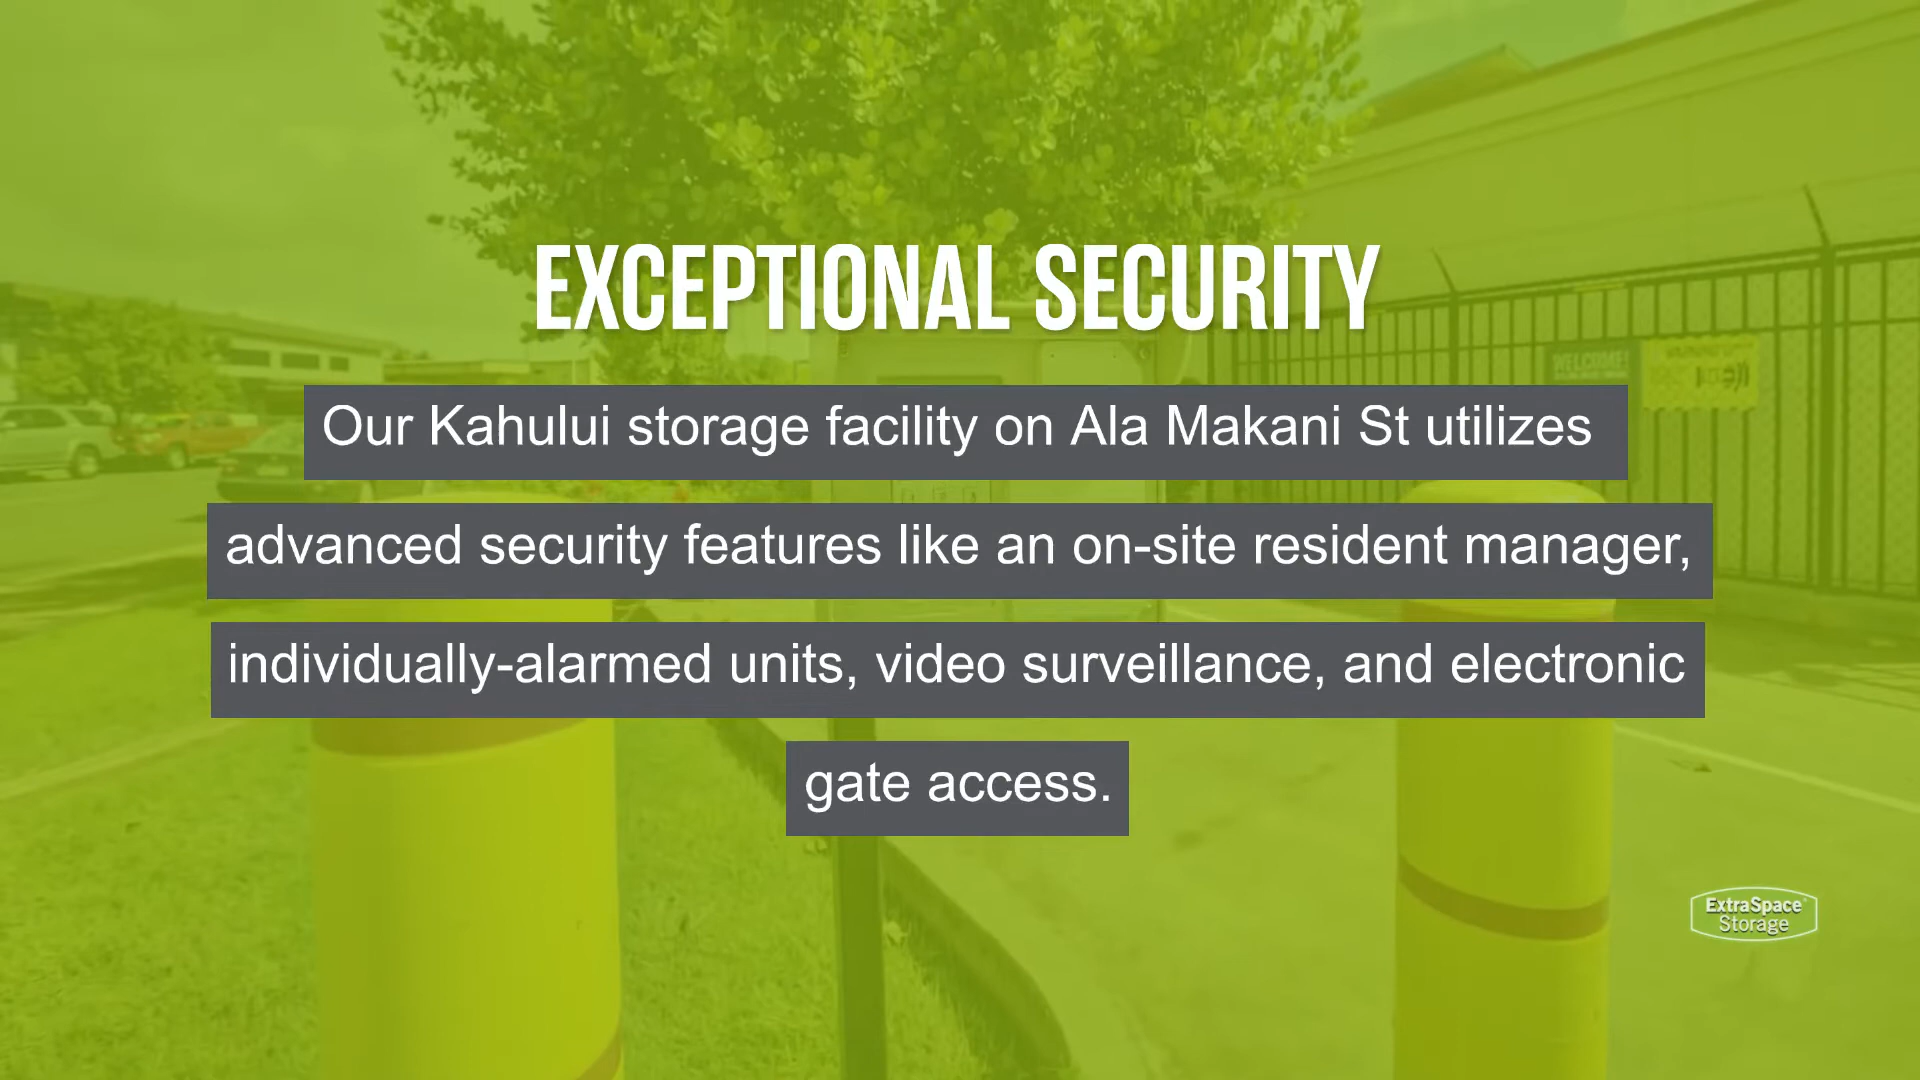 EXCEPTIONAL SECURITY
WELCOME!
Our Kahului storage facility on Ala Makani St utilizes
advanced security features like an on-site resident manager,
individually-alarmed units, video surveillance, and electronic
gate access.
ExtraSpace
Storage